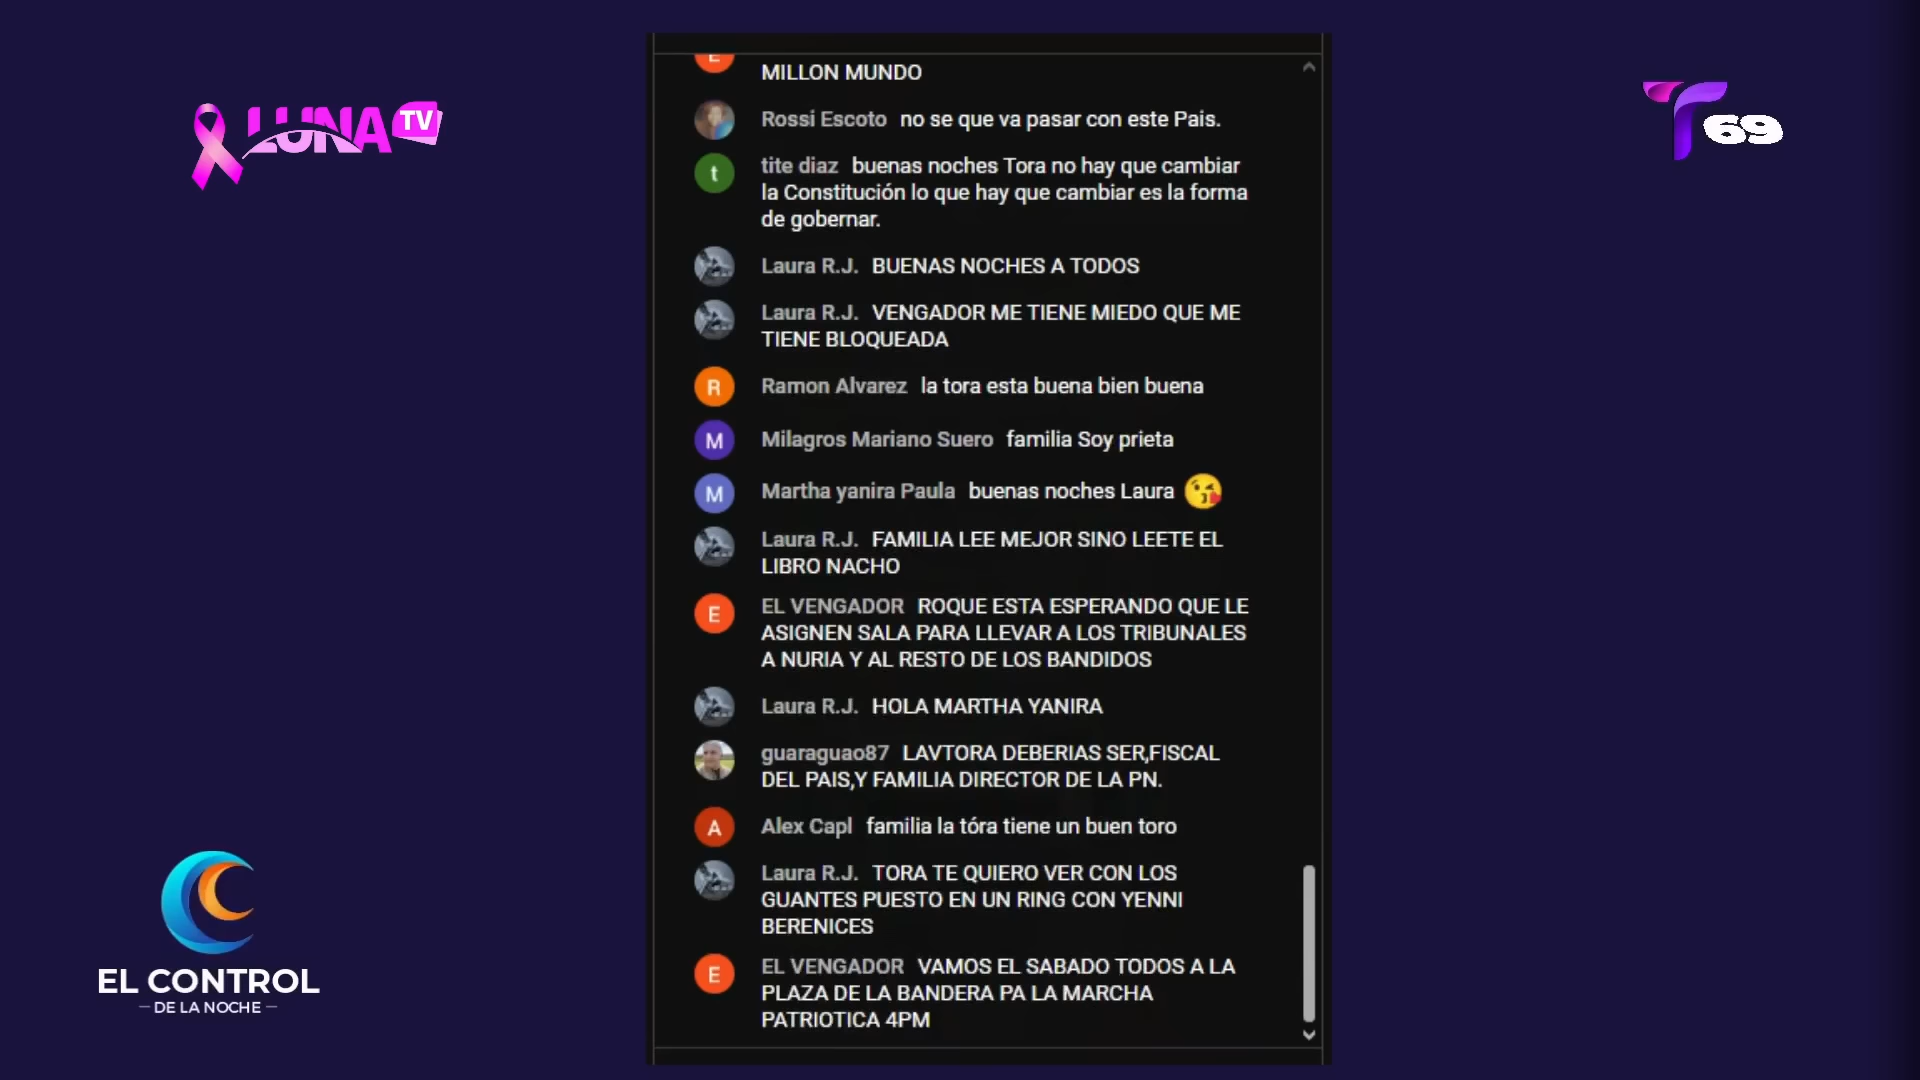 E
MILLON MUNDO
LUNA TV
T 69
Rossi Escoto no se que va pasar con este Pais.
t
tite diaz buenas noches Tora no hay que cambiar
la Constitución lo que hay que cambiar es la forma
de gobernar.
Laura R.J. BUENAS NOCHES A TODOS
Laura R.J. VENGADOR ME TIENE MIEDO QUE ME
TIENE BLOQUEADA
R
Ramon Alvarez la tora esta buena bien buena
M
Milagros Mariano Suero familia Soy prieta
M
Martha yanira Paula buenas noches Laura 😘
Laura R.J. FAMILIA LEE MEJOR SINO LEETE EL
LIBRO NACHO
E
EL VENGADOR ROQUE ESTA ESPERANDO QUE LE
ASIGNEN SALA PARA LLEVAR A LOS TRIBUNALES
A NURIA Y AL RESTO DE LOS BANDIDOS
Laura R.J. HOLA MARTHA YANIRA
guaraguao87 LAVTORA DEBERIAS SER,FISCAL
DEL PAIS,Y FAMILIA DIRECTOR DE LA PN.
A
Alex Capl familia la tóra tiene un buen toro
Laura R.J. TORA TE QUIERO VER CON LOS
GUANTES PUESTO EN UN RING CON YENNI
BERENICES
E
EL VENGADOR VAMOS EL SABADO TODOS A LA
PLAZA DE LA BANDERA PA LA MARCHA
PATRIOTICA 4PM
EL CONTROL
DE LA NOCHE